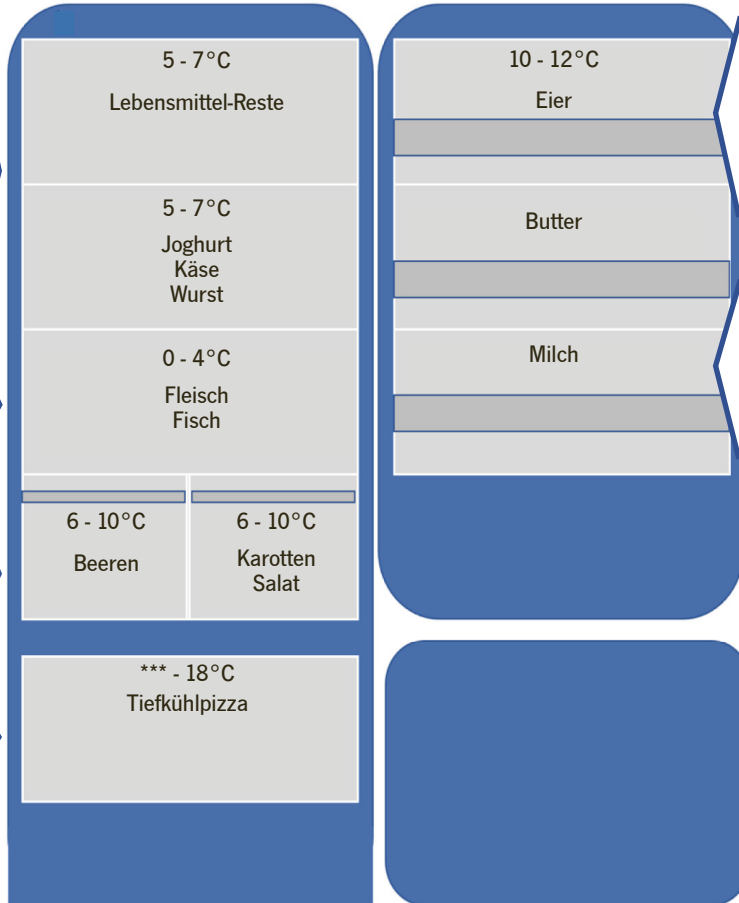 5 - 7°C
Lebensmittel-Reste
5 - 7°C
Joghurt
Käse
Wurst
0 - 4°C
Fleisch
Fisch
6 - 10°C
Beeren
6 - 10°C
Karotten
Salat
*** - 18°C
Tiefkühlpizza
10 - 12°C
Eier
Butter
Milch